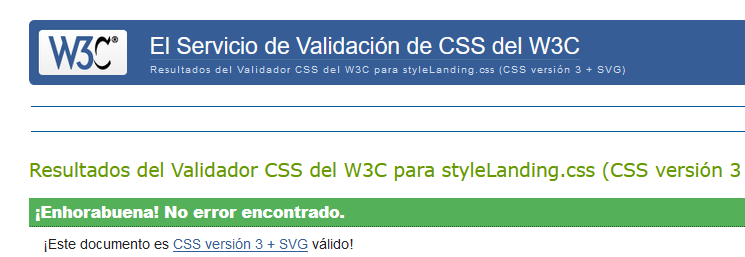 W3C®
El Servicio de Validación de CSS del W3C
Resultados del Validador CSS del W3C para styleLanding.css (CSS versión 3 + SVG)
Resultados del Validador CSS del W3C para styleLanding.css (CSS versión 3
¡Enhorabuena! No error encontrado.
¡Este documento es CSS versión 3 + SVG válido!